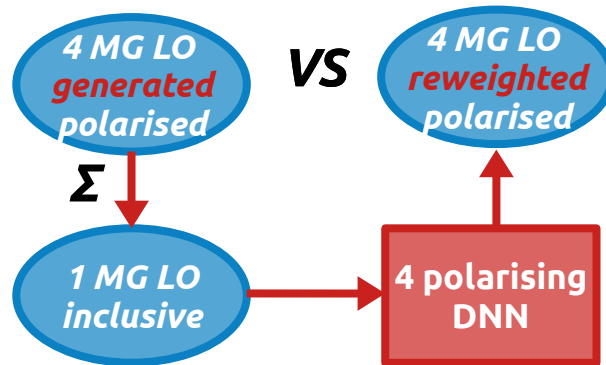 4 MG LO
generated
polarised
VS
4 MG LO
reweighted
polarised
Σ
1 MG LO
inclusive
4 polarising
DNN